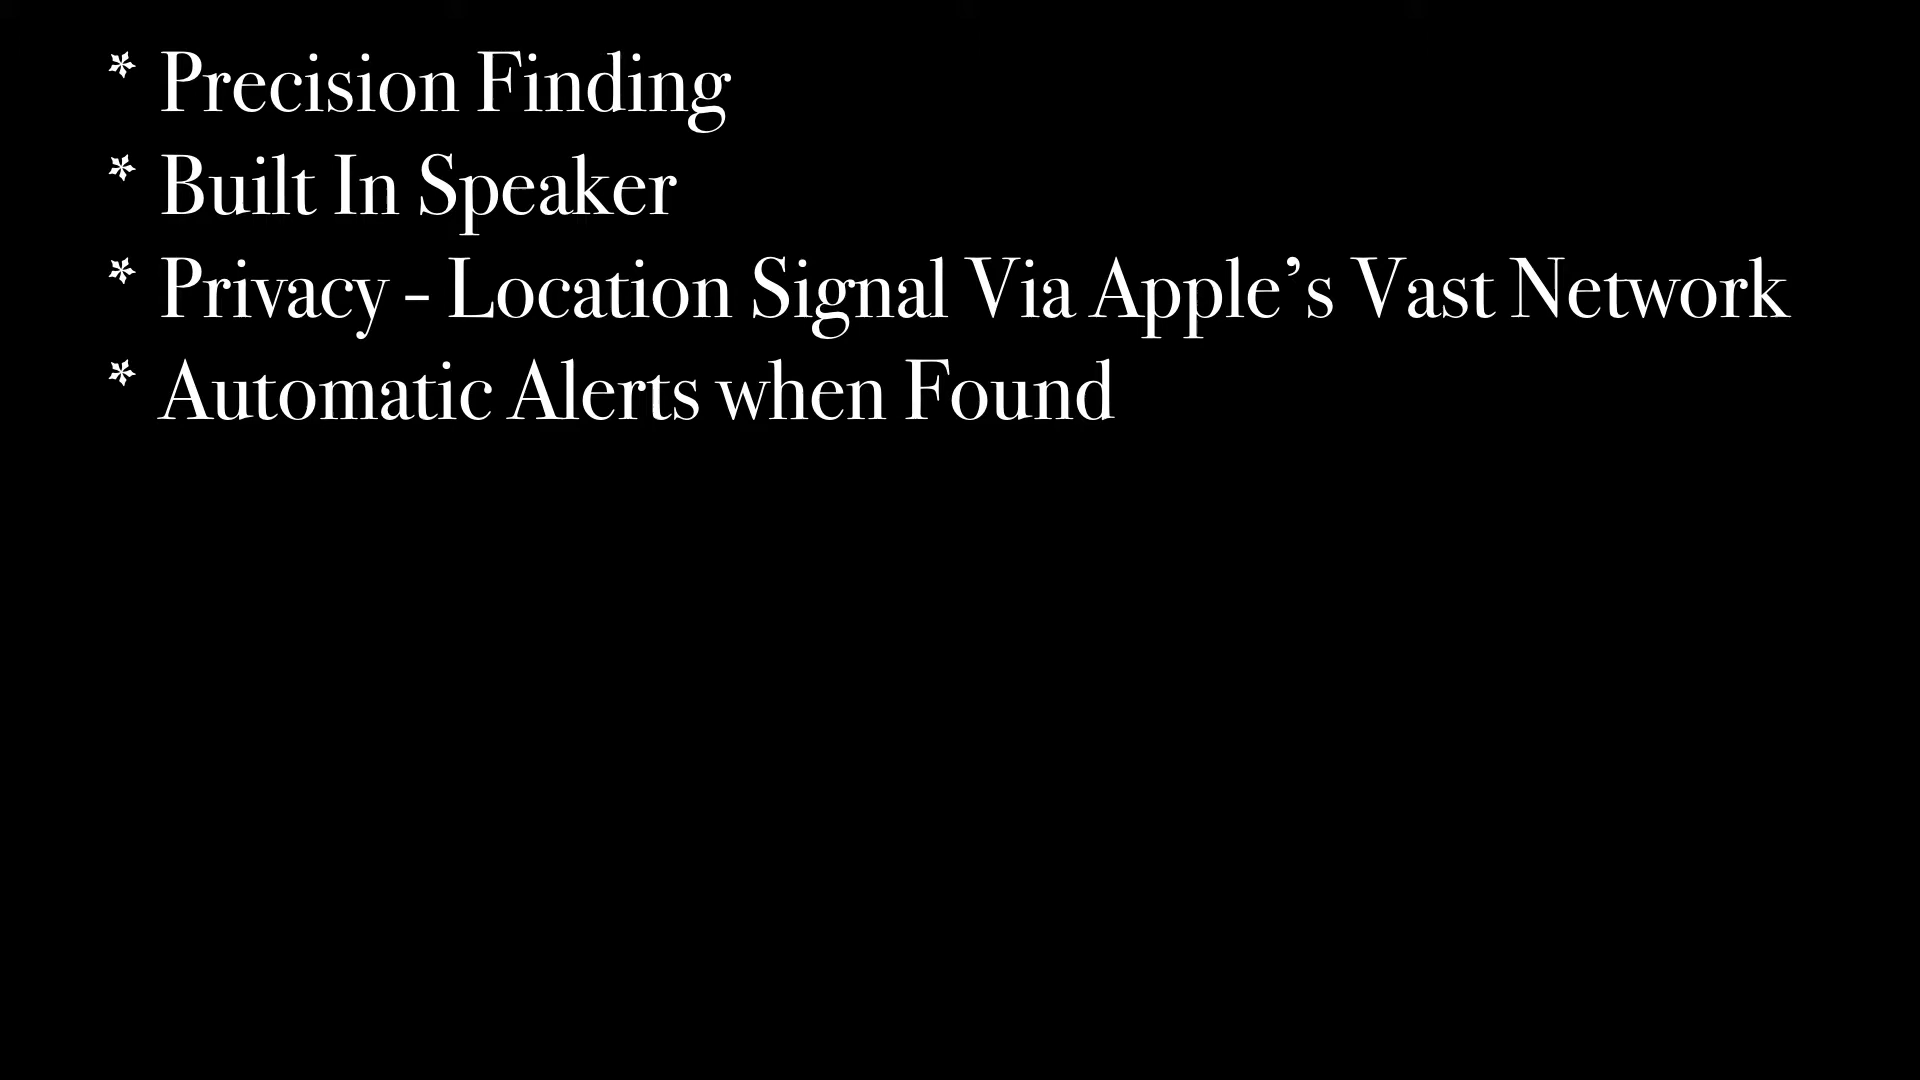 * Precision Finding
* Built In Speaker
* Privacy - Location Signal Via Apple’s Vast Network
* Automatic Alerts when Found